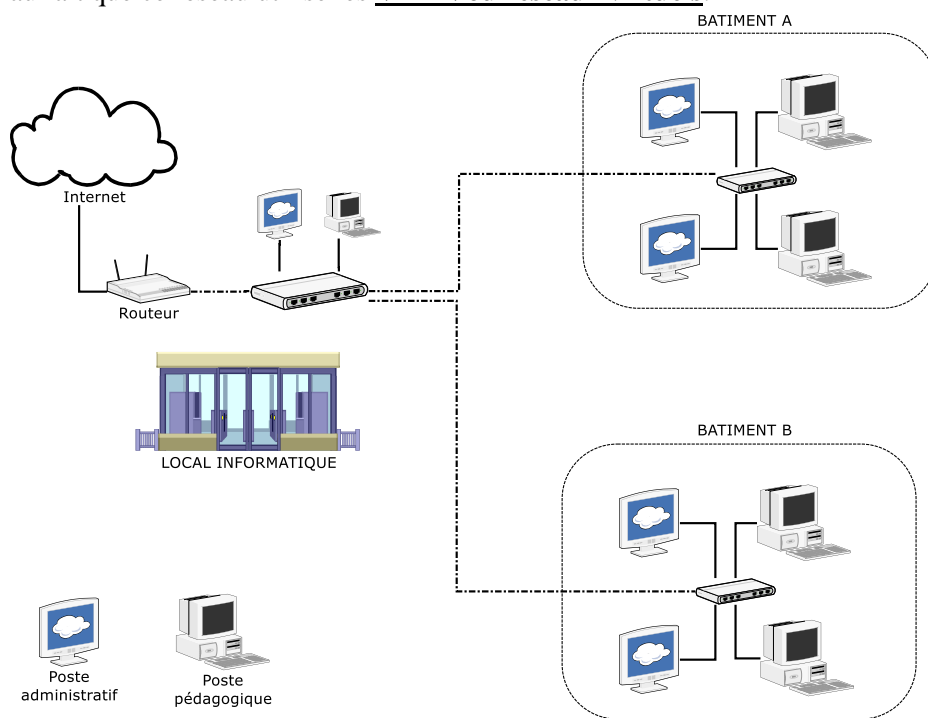 BATIMENT A
Internet
Routeur
LOCAL INFORMATIQUE
BATIMENT B
Poste
administratif
Poste
pédagogique